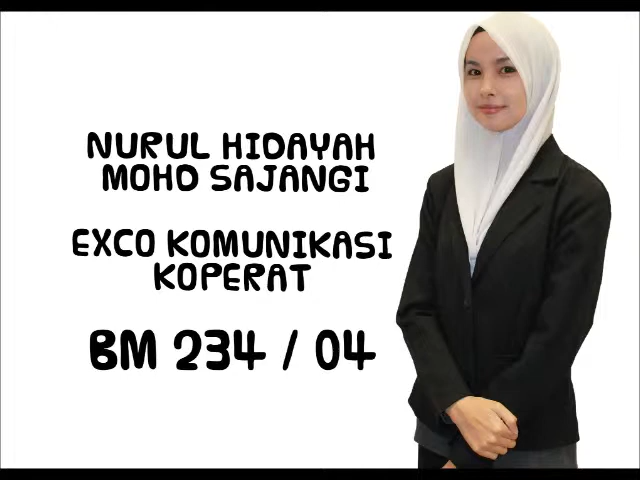 NURUL HIDAYAH
MOHD SAJANGI
EXCO KOMUNIKASI
KOPERAT
BM 234 / 04